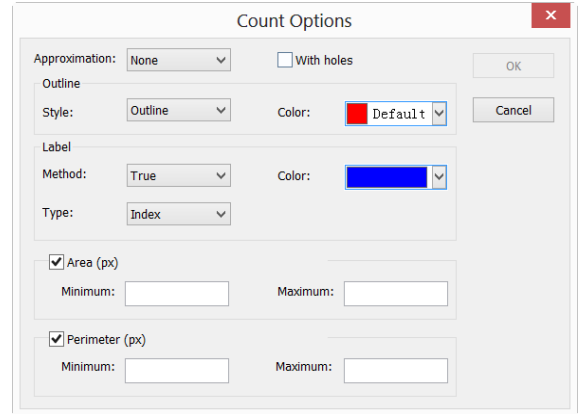 Count Options
Approximation: None With holes OK
Outline
Style: Outline Color: Default Cancel
Label
Method: True Color:
Type: Index
Area (px)
Minimum: Maximum:
Perimeter (px)
Minimum: Maximum: